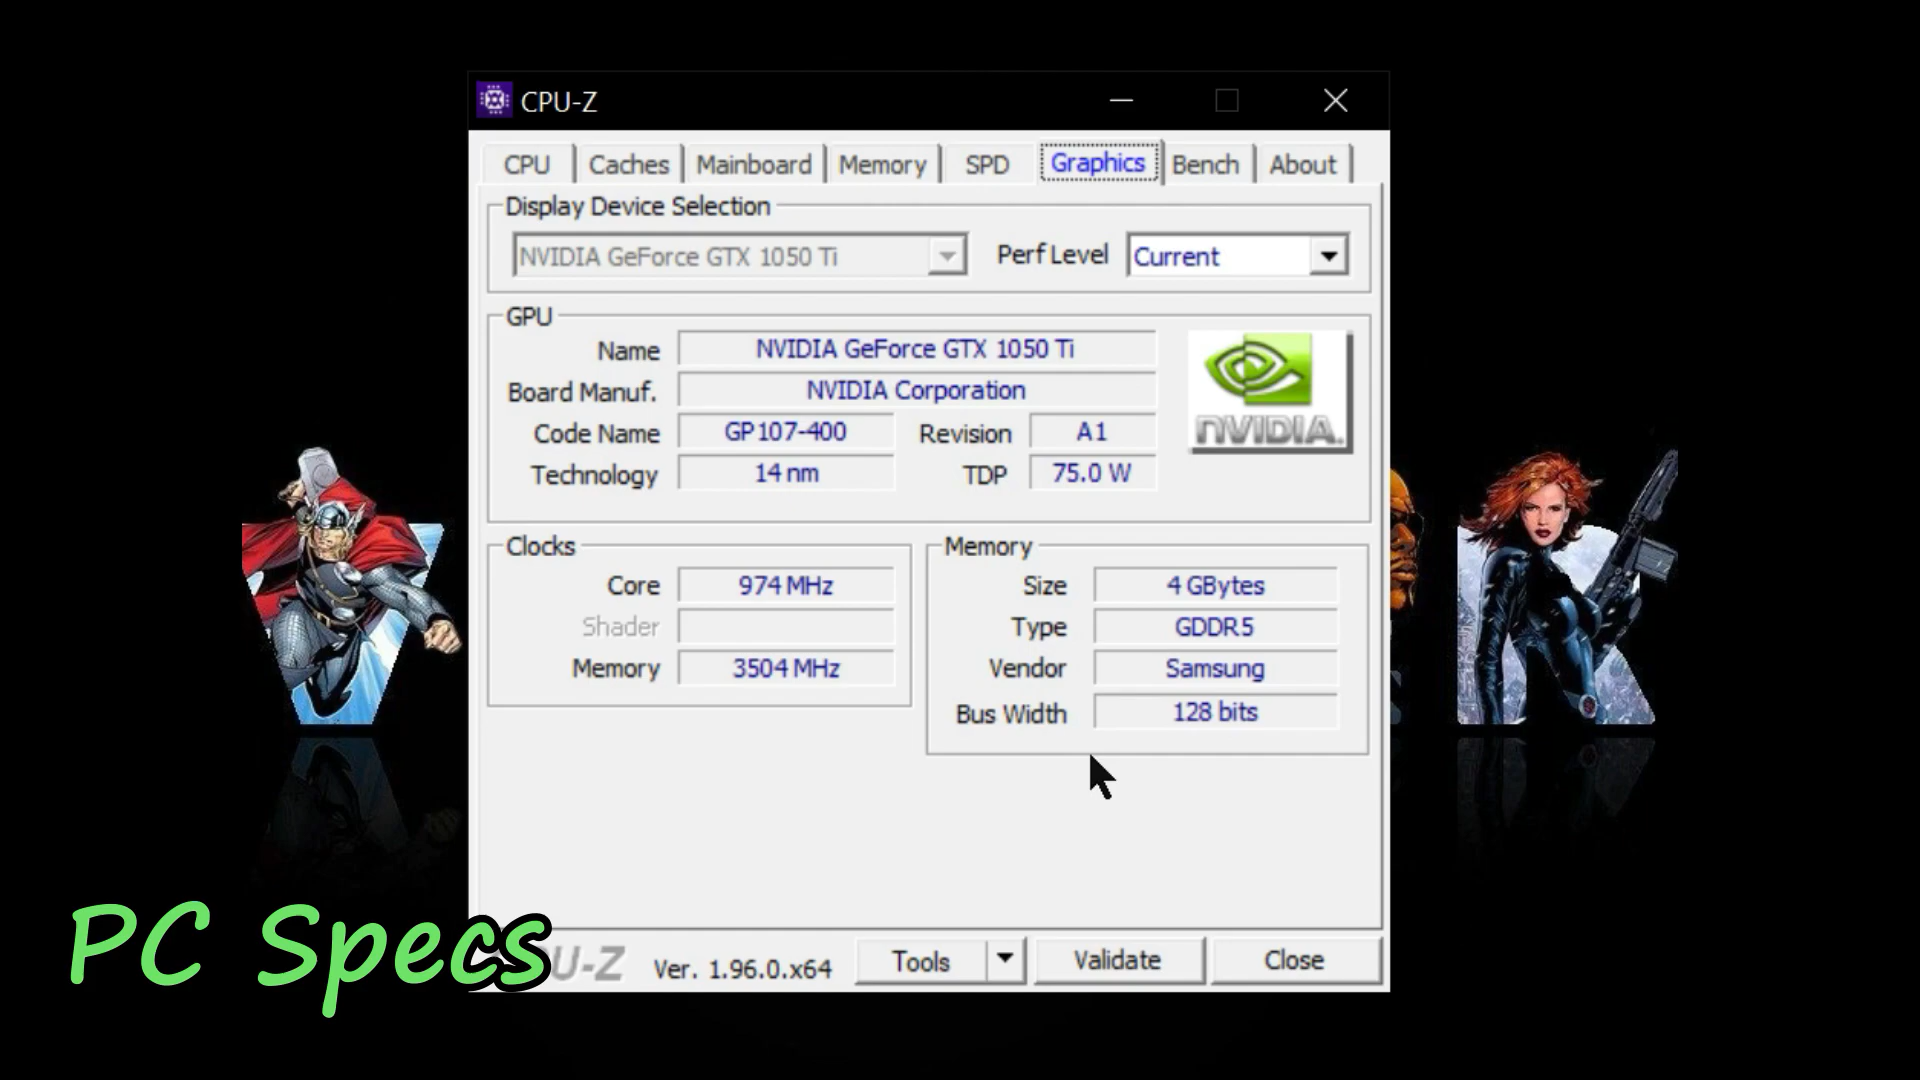 CPU-Z
CPU Caches Mainboard Memory SPD Graphics Bench About
Display Device Selection
NVIDIA GeForce GTX 1050 Ti Perf Level Current
GPU
Name NVIDIA GeForce GTX 1050 Ti
Board Manuf. NVIDIA Corporation
Code Name GP107-400 Revision A1
Technology 14 nm TDP 75.0 W
NVIDIA.
Clocks
Core 974 MHz
Shader
Memory 3504 MHz
Memory
Size 4 GBytes
Type GDDR5
Vendor Samsung
Bus Width 128 bits
PC Specs
U-Z Ver. 1.96.0.x64 Tools Validate Close